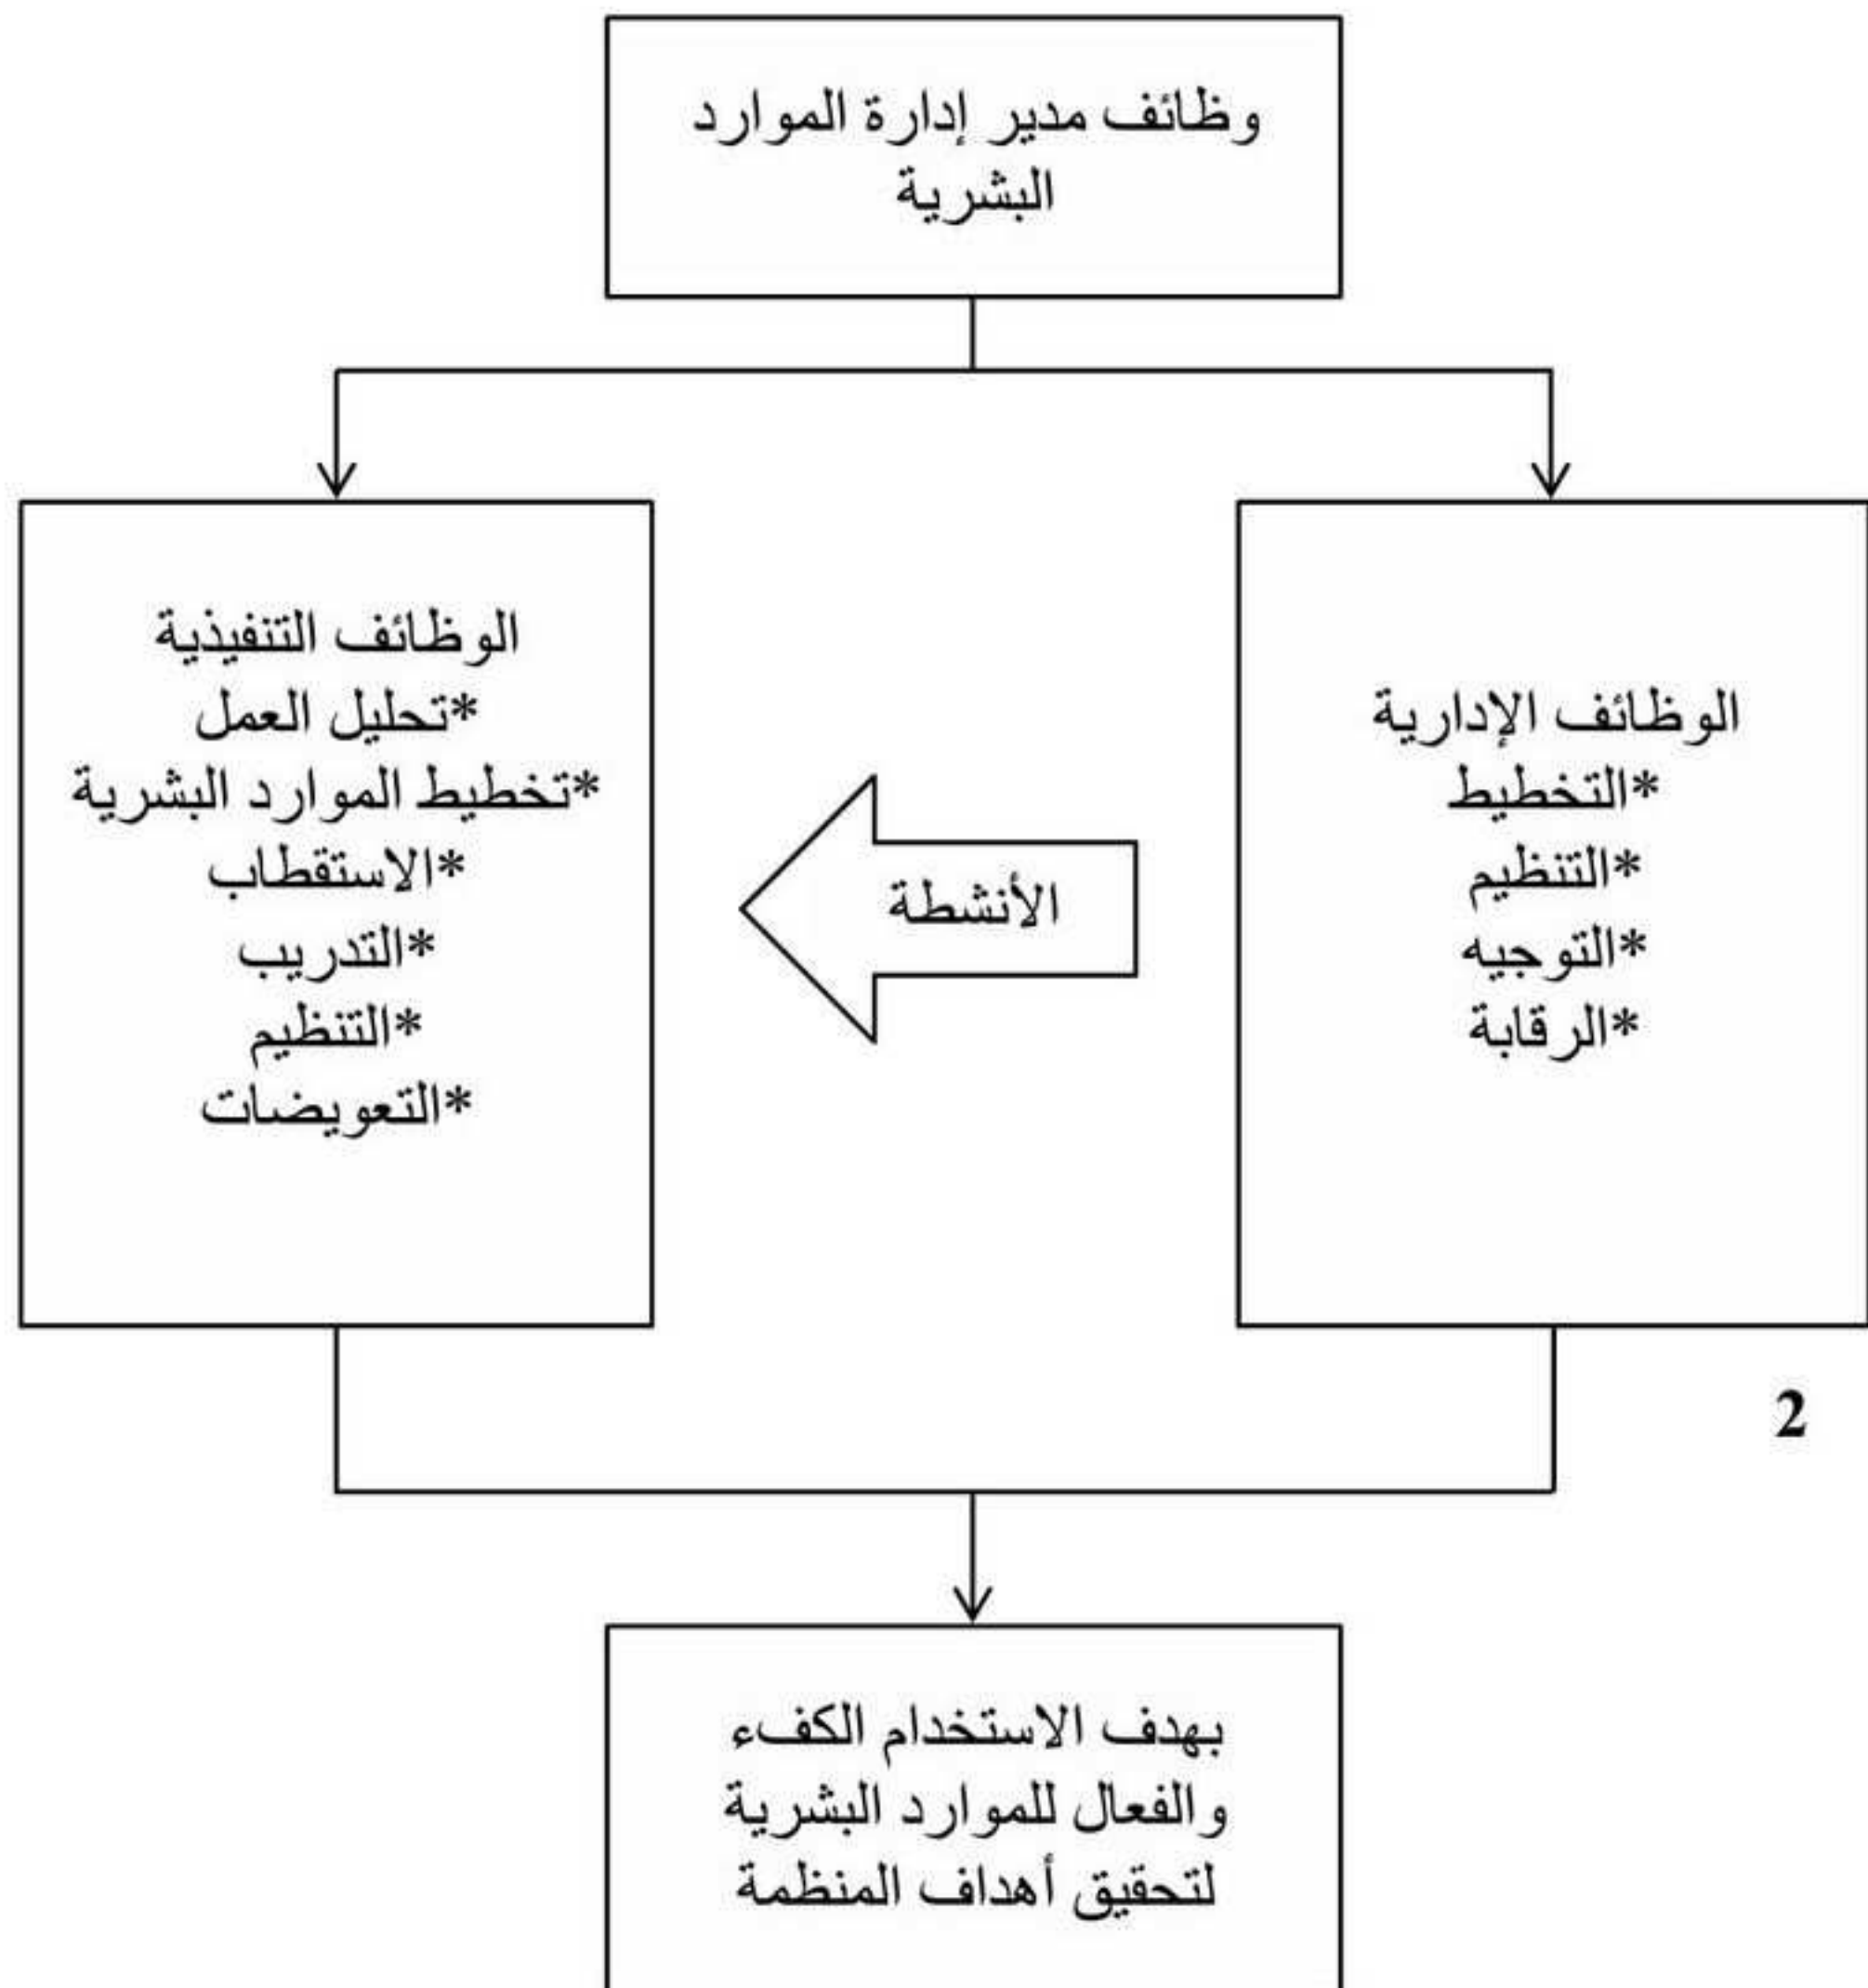 وظائف مدير إدارة الموارد
البشرية
الوظائف الإدارية
*التخطيط
*التنظيم
*التوجيه
*الرقابة
الأنشطة
الوظائف التنفيذية
*تحليل العمل
*تخطيط الموارد البشرية
*الاستقطاب
*التدريب
*التنظيم
*التعويضات
2
بهدف الاستخدام الكفء
والفعال للموارد البشرية
لتحقيق أهداف المنظمة